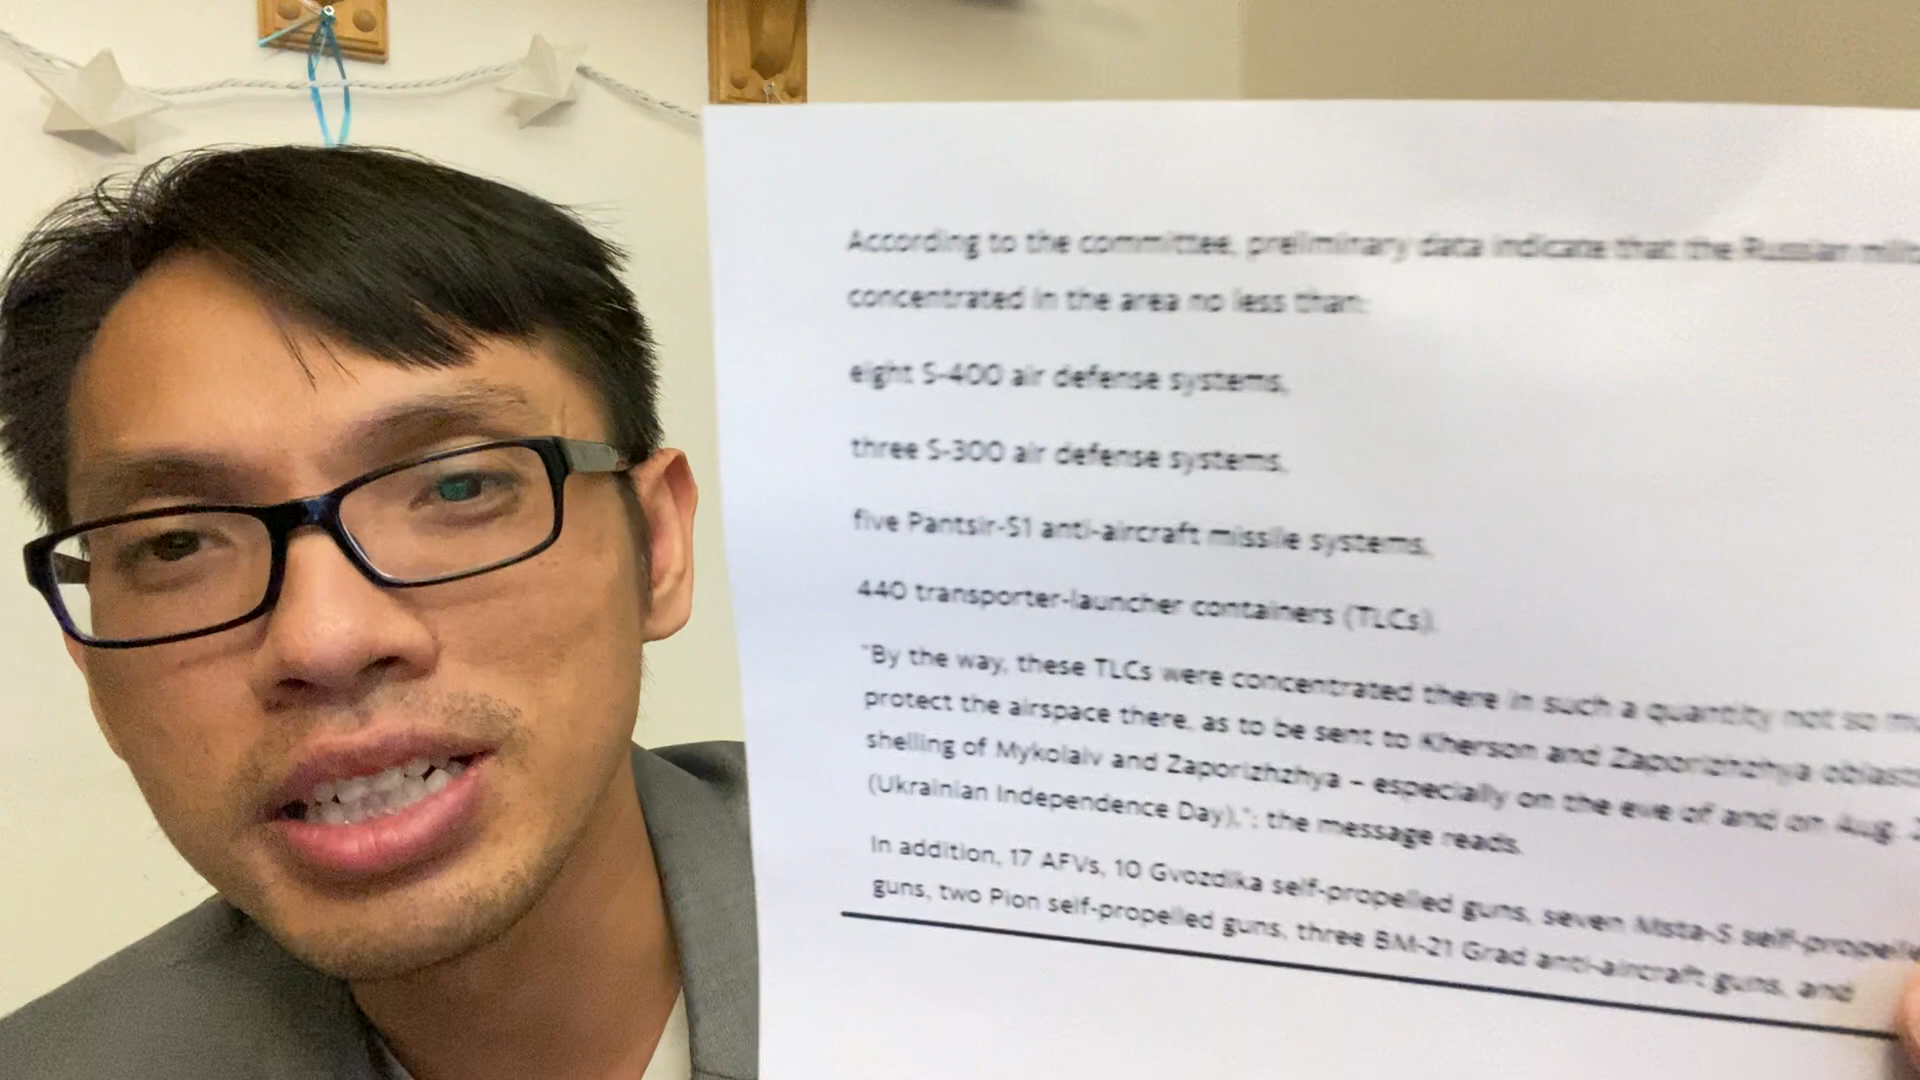 According to the committee, preliminary data indicate that the Russian
concentrated in the area no less than:
eight S-400 air defense systems,
three S-300 air defense systems,
five Pantsir-S1 anti-aircraft missile systems,
440 transporter-launcher containers (TLCs).
"By the way, these TLCs were concentrated there in such a quantity not so
protect the airspace there, as to be sent to Kherson and Zaporizhzhya
shelling of Mykolaiv and Zaporizhzhya – especially on the eve of and on Aug.
(Ukrainian Independence Day),": the message reads.
In addition, 17 AFVs, 10 Gvozdika self-propelled guns, seven Msta-S
guns, two Pion self-propelled guns, three BM-21 Grad anti-aircraft guns, and